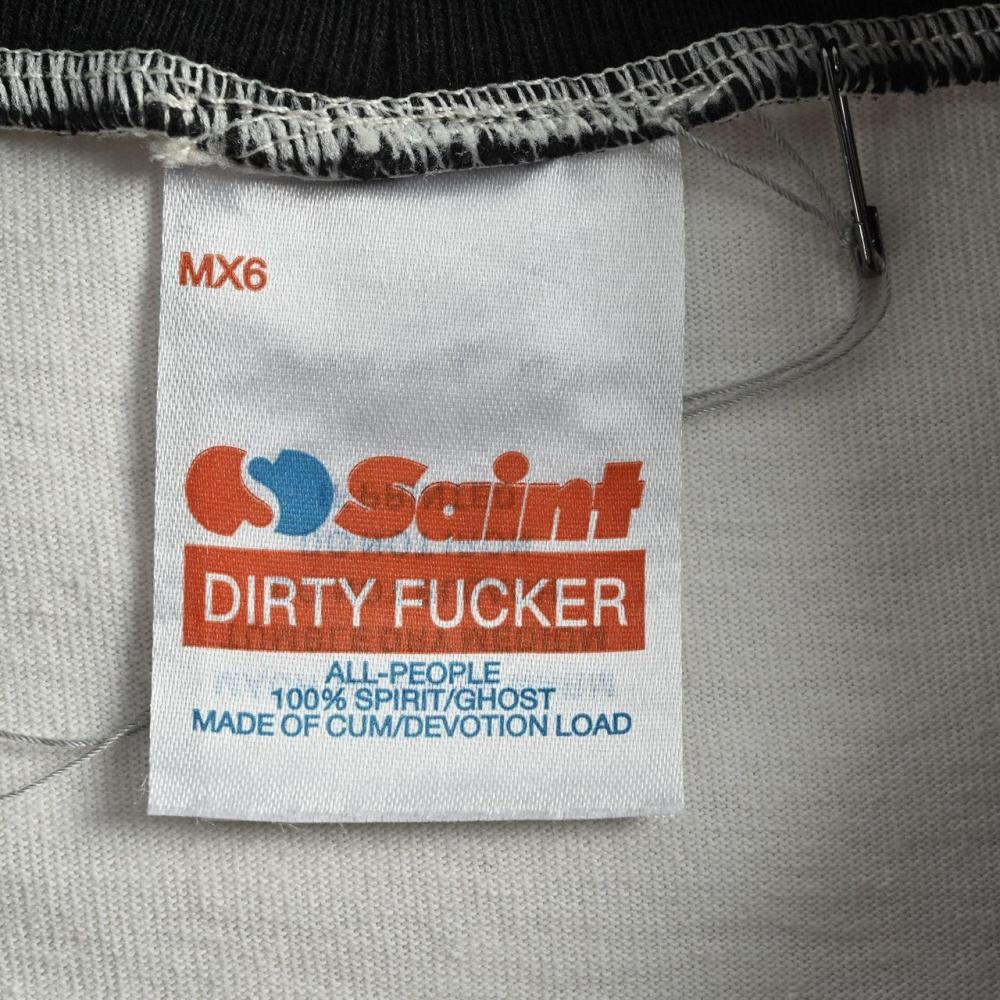 MX6
Saint
DIRTY FUCKER
ALL-PEOPLE
100% SPIRIT/GHOST
MADE OF CUM/DEVOTION LOAD